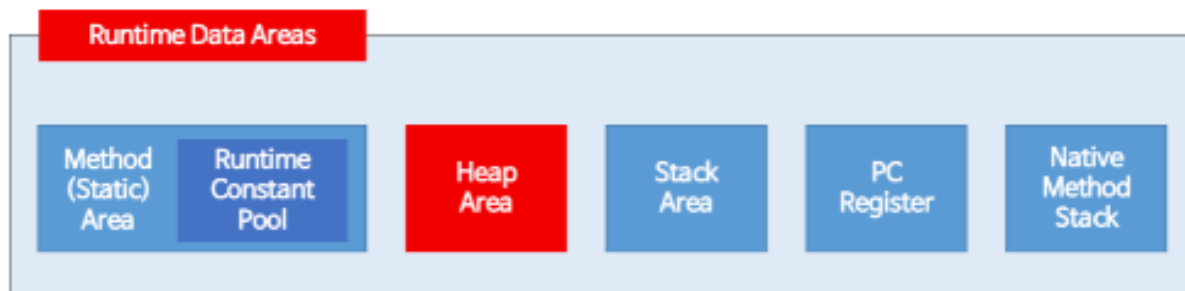 Runtime Data Areas
Method
(Static)
Area
Runtime
Constant
Pool
Heap
Area
Stack
Area
PC
Register
Native
Method
Stack